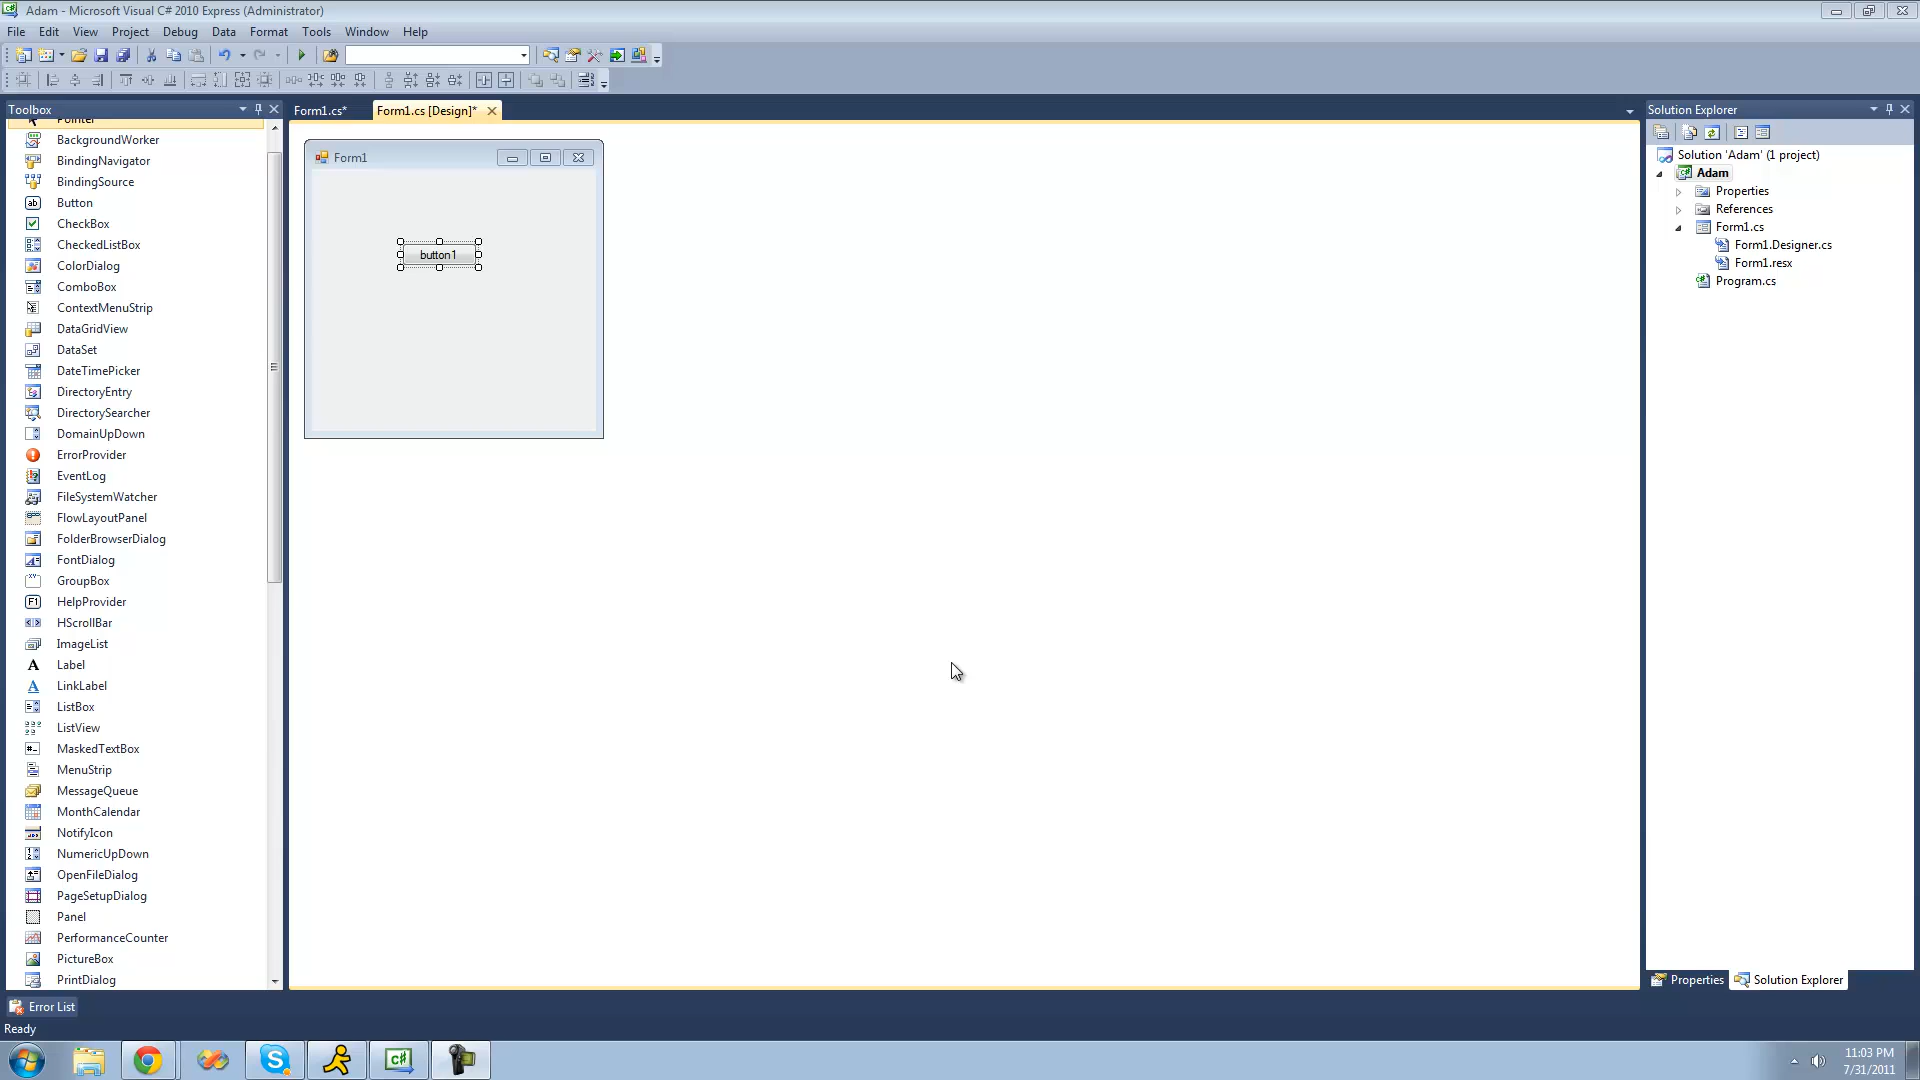 Adam - Microsoft Visual C# 2010 Express (Administrator)
File Edit View Project Debug Data Format Tools Window Help
Toolbox
Form1.cs*
Form1.cs [Design]*
Solution Explorer
Pointer
BackgroundWorker
BindingNavigator
BindingSource
Button
CheckBox
CheckedListBox
ColorDialog
ComboBox
ContextMenuStrip
DataGridView
DataSet
DateTimePicker
DirectoryEntry
DirectorySearcher
DomainUpDown
ErrorProvider
EventLog
FileSystemWatcher
FlowLayoutPanel
FolderBrowserDialog
FontDialog
GroupBox
HelpProvider
HScrollBar
ImageList
Label
LinkLabel
ListBox
ListView
MaskedTextBox
MenuStrip
MessageQueue
MonthCalendar
NotifyIcon
NumericUpDown
OpenFileDialog
PageSetupDialog
Panel
PerformanceCounter
PictureBox
PrintDialog
Form1
button1
Solution 'Adam' (1 project)
Adam
Properties
References
Form1.cs
Form1.Designer.cs
Form1.resx
Program.cs
Properties
Solution Explorer
Error List
Ready
11:03 PM
7/31/2011